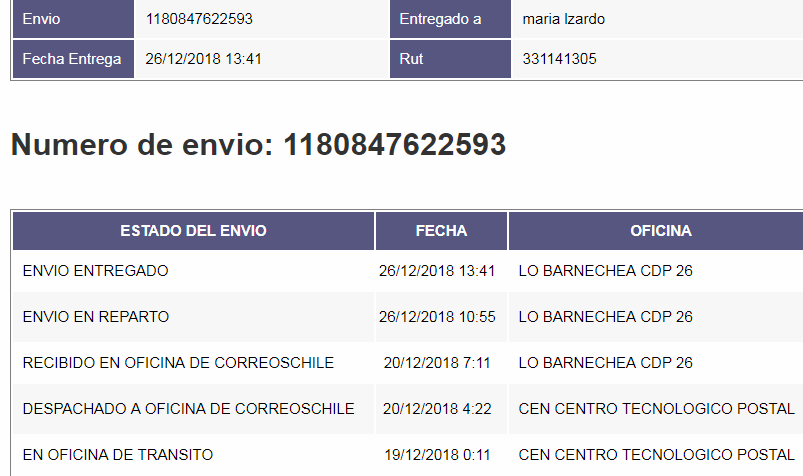 Envio 1180847622593 Entregado a maria lzardo
Fecha Entrega 26/12/2018 13:41 Rut 331141305
Numero de envio: 1180847622593
ESTADO DEL ENVIO FECHA OFICINA
ENVIO ENTREGADO 26/12/2018 13:41 LO BARNECHEA CDP 26
ENVIO EN REPARTO 26/12/2018 10:55 LO BARNECHEA CDP 26
RECIBIDO EN OFICINA DE CORREOSCHILE 20/12/2018 7:11 LO BARNECHEA CDP 26
DESPACHADO A OFICINA DE CORREOSCHILE 20/12/2018 4:22 CEN CENTRO TECNOLOGICO POSTAL
EN OFICINA DE TRANSITO 19/12/2018 0:11 CEN CENTRO TECNOLOGICO POSTAL